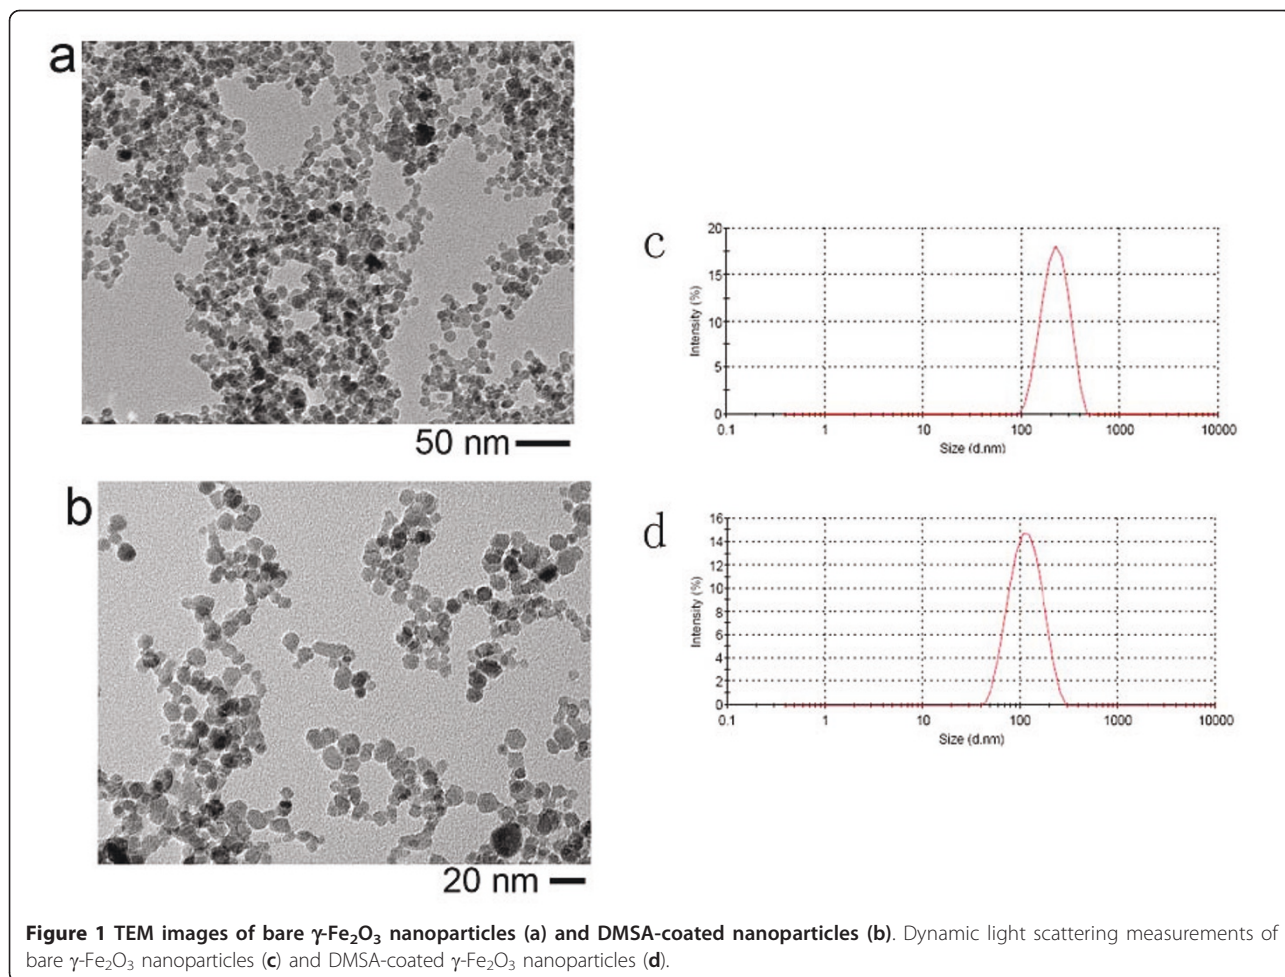 a
50 nm
b
20 nm
c
20
15
10
5
0
Intensity (%)
0.1 1 10 100 1000 10000
Size (d.nm)
d
16
14
12
10
8
6
4
2
0
Intensity (%)
0.1 1 10 100 1000 10000
Size (d.nm)
Figure 1 TEM images of bare γ-Fe₂O₃ nanoparticles (a) and DMSA-coated nanoparticles (b). Dynamic light scattering measurements of
bare γ-Fe₂O₃ nanoparticles (c) and DMSA-coated γ-Fe₂O₃ nanoparticles (d).